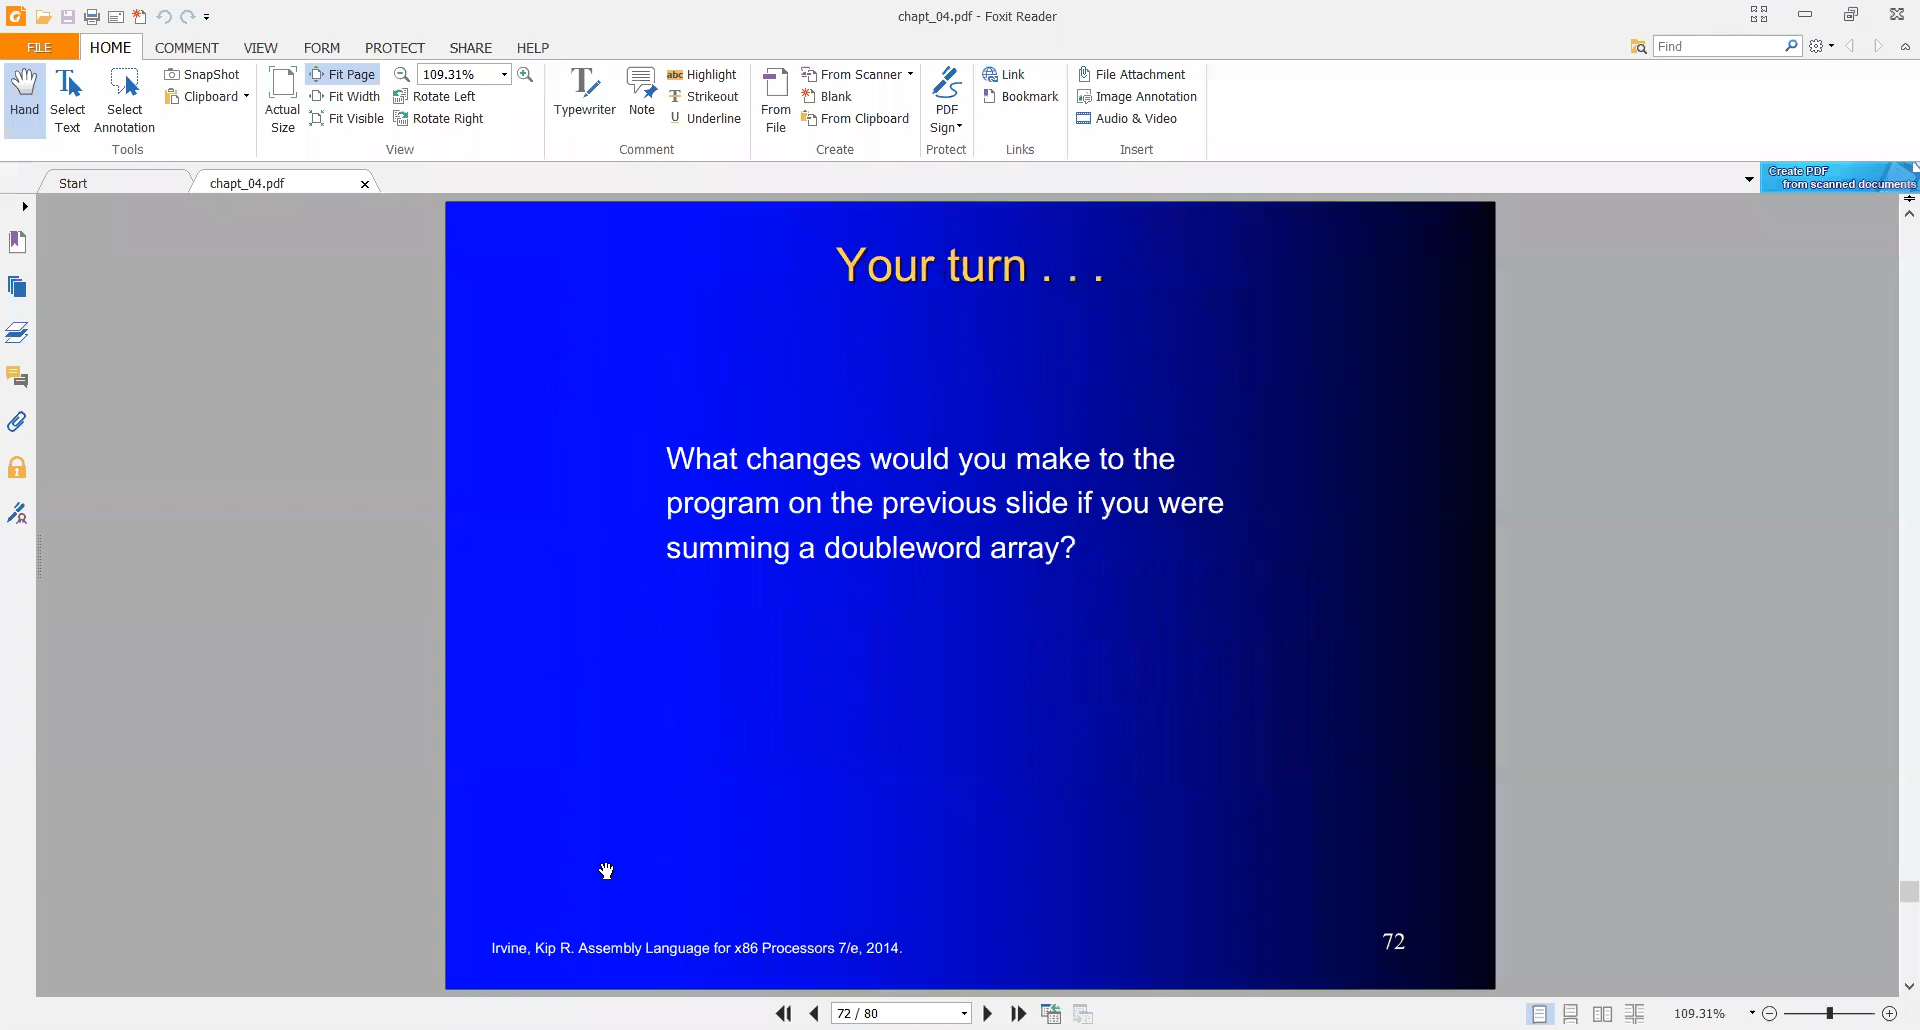 chapt_04.pdf - Foxit Reader
FILE HOME COMMENT VIEW FORM PROTECT SHARE HELP
Find
Hand
Select Text
Select Annotation
SnapShot
Clipboard
Tools
Actual Size
Fit Page
Fit Width
Fit Visible
109.31%
Rotate Left
Rotate Right
View
Typewriter
Note
Highlight
Strikeout
Underline
Comment
From File
From Scanner
Blank
From Clipboard
Create
PDF Sign
Protect
Link
Bookmark
Links
File Attachment
Image Annotation
Audio & Video
Insert
Start
chapt_04.pdf
Create PDF
from scanned documents
Your turn . . .
What changes would you make to the
program on the previous slide if you were
summing a doubleword array?
Irvine, Kip R. Assembly Language for x86 Processors 7/e, 2014.
72
72 / 80
109.31%